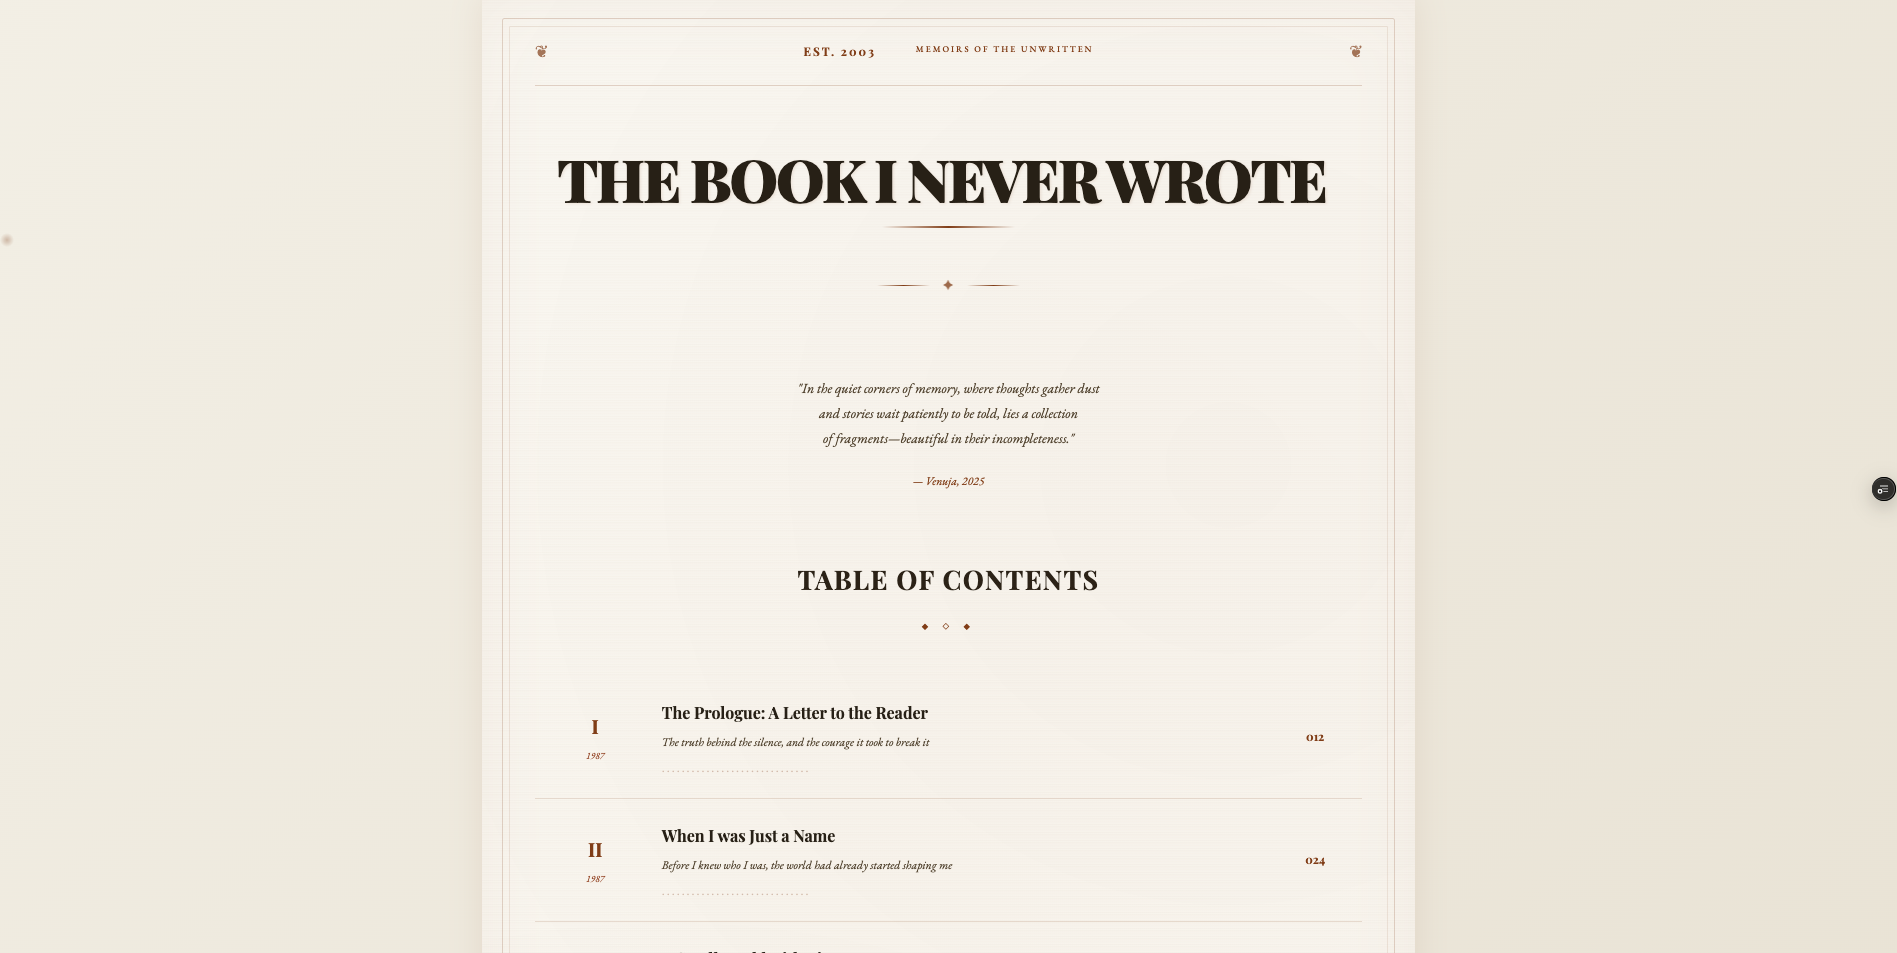 EST. 2003
MEMOIRS OF THE UNWRITTEN
THE BOOK I NEVER WROTE
"In the quiet corners of memory, where thoughts gather dust
and stories wait patiently to be told, lies a collection
of fragments—beautiful in their incompleteness."
— Venuja, 2025
TABLE OF CONTENTS
I
1987
The Prologue: A Letter to the Reader
The truth behind the silence, and the courage it took to break it
012
II
1987
When I was Just a Name
Before I knew who I was, the world had already started shaping me
024